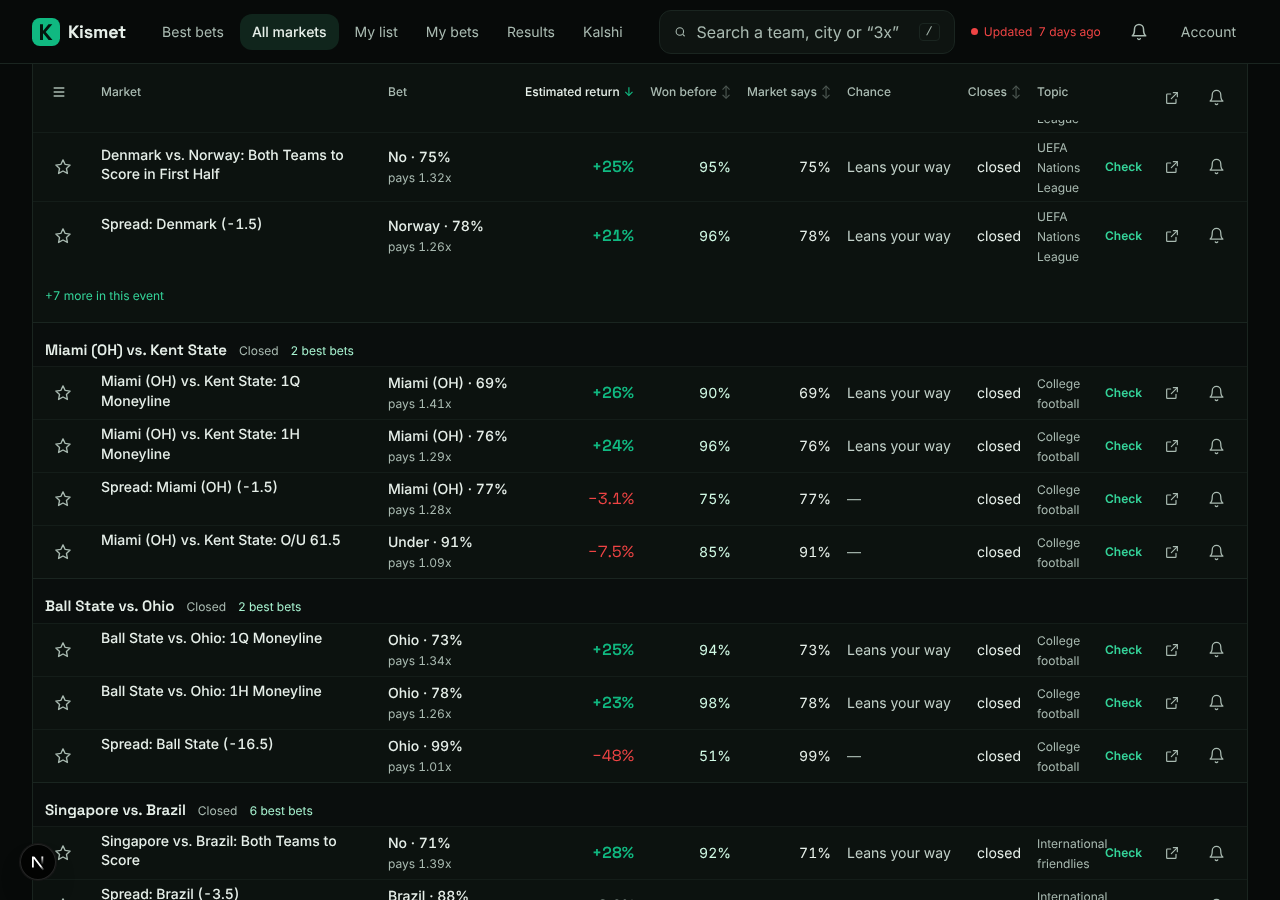 K Kismet Best bets All markets My list My bets Results Kalshi Search a team, city or “3x” / Updated 7 days ago Account
Market Bet Estimated return ↓ Won before Market says Chance Closes Topic
League
Denmark vs. Norway: Both Teams to Score in First Half No · 75% pays 1.32x +25% 95% 75% Leans your way closed UEFA Nations League Check
Spread: Denmark (-1.5) Norway · 78% pays 1.26x +21% 96% 78% Leans your way closed UEFA Nations League Check
+7 more in this event
Miami (OH) vs. Kent State Closed 2 best bets
Miami (OH) vs. Kent State: 1Q Moneyline Miami (OH) · 69% pays 1.41x +26% 90% 69% Leans your way closed College football Check
Miami (OH) vs. Kent State: 1H Moneyline Miami (OH) · 76% pays 1.29x +24% 96% 76% Leans your way closed College football Check
Spread: Miami (OH) (-1.5) Miami (OH) · 77% pays 1.28x −3.1% 75% 77% — closed College football Check
Miami (OH) vs. Kent State: O/U 61.5 Under · 91% pays 1.09x −7.5% 85% 91% — closed College football Check
Ball State vs. Ohio Closed 2 best bets
Ball State vs. Ohio: 1Q Moneyline Ohio · 73% pays 1.34x +25% 94% 73% Leans your way closed College football Check
Ball State vs. Ohio: 1H Moneyline Ohio · 78% pays 1.26x +23% 98% 78% Leans your way closed College football Check
Spread: Ball State (-16.5) Ohio · 99% pays 1.01x −48% 51% 99% — closed College football Check
Singapore vs. Brazil Closed 6 best bets
Singapore vs. Brazil: Both Teams to Score No · 71% pays 1.39x +28% 92% 71% Leans your way closed International friendlies Check
Spread: Brazil (-3.5) Brazil · 88% International
N